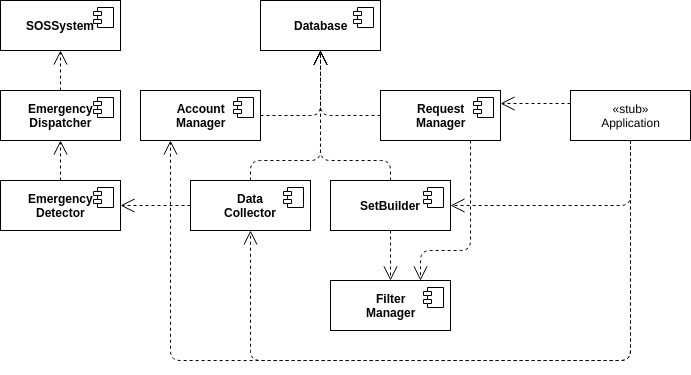 SOSSystem
Database
Emergency
Dispatcher
Account
Manager
Request
Manager
«stub»
Application
Emergency
Detector
Data
Collector
SetBuilder
Filter
Manager